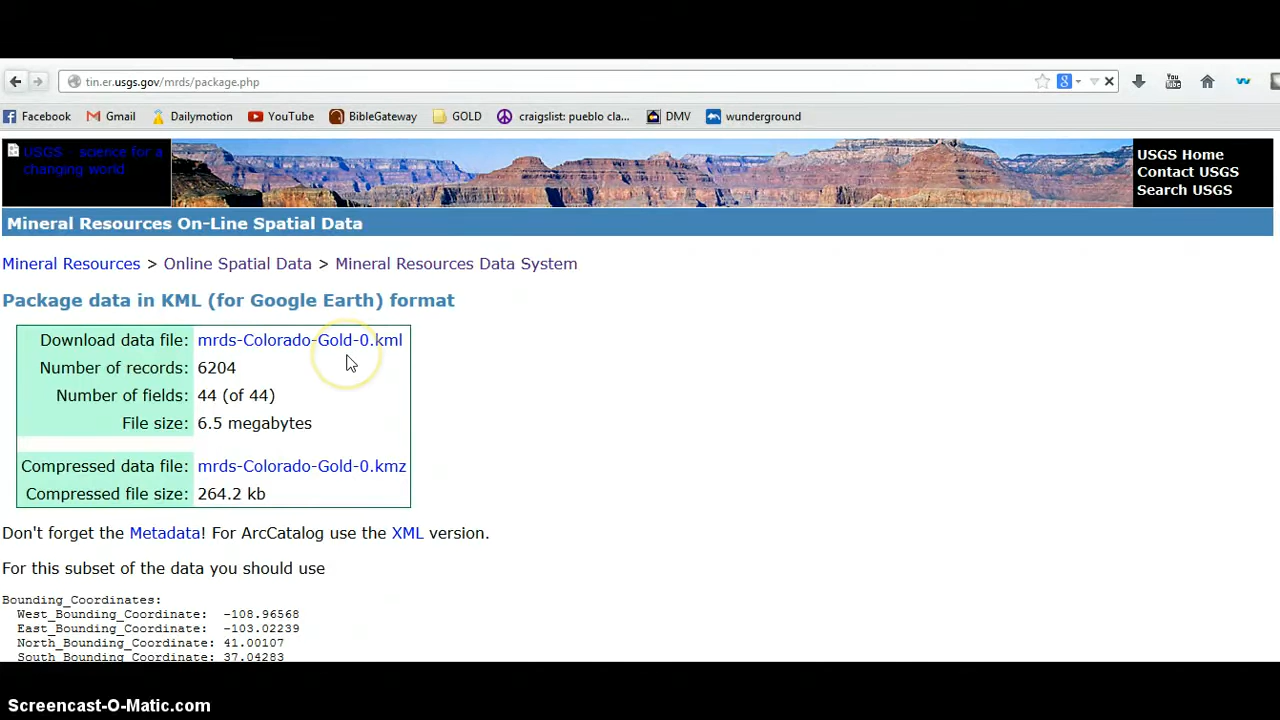 tin.er.usgs.gov/mrds/package.php
Facebook Gmail Dailymotion YouTube BibleGateway GOLD craigslist: pueblo cla... DMV wunderground
USGS science for a
changing world
USGS Home
Contact USGS
Search USGS
Mineral Resources On-Line Spatial Data
Mineral Resources > Online Spatial Data > Mineral Resources Data System
Package data in KML (for Google Earth) format
Download data file: mrds-Colorado-Gold-0.kml
Number of records: 6204
Number of fields: 44 (of 44)
File size: 6.5 megabytes
Compressed data file: mrds-Colorado-Gold-0.kmz
Compressed file size: 264.2 kb
Don't forget the Metadata! For ArcCatalog use the XML version.
For this subset of the data you should use
Bounding_Coordinates:
West_Bounding_Coordinate: -108.96568
East_Bounding_Coordinate: -103.02239
North_Bounding_Coordinate: 41.00107
South_Bounding_Coordinate: 37.04283
Screencast-O-Matic.com